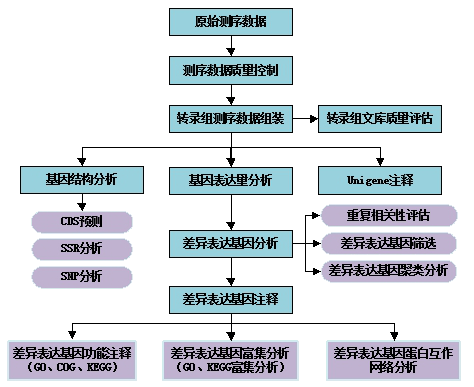 原始测序数据
测序数据质量控制
转录组测序数据组装
转录组文库质量评估
基因结构分析
基因表达量分析
Unigene注释
CDS预测
SSR分析
SNP分析
差异表达基因分析
重复相关性评估
差异表达基因筛选
差异表达基因聚类分析
差异表达基因注释
差异表达基因功能注释
（GO、COG、KEGG）
差异表达基因富集分析
（GO、KEGG富集分析）
差异表达基因蛋白互作
网络分析